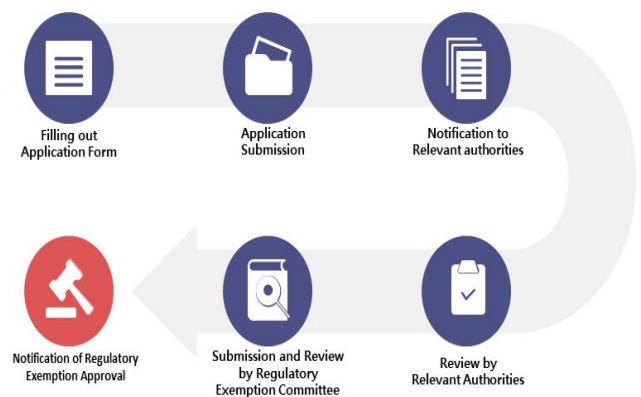 Filling out
Application Form
Application
Submission
Notification to
Relevant authorities
Review by
Relevant Authorities
Submission and Review
by Regulatory
Exemption Committee
Notification of Regulatory
Exemption Approval